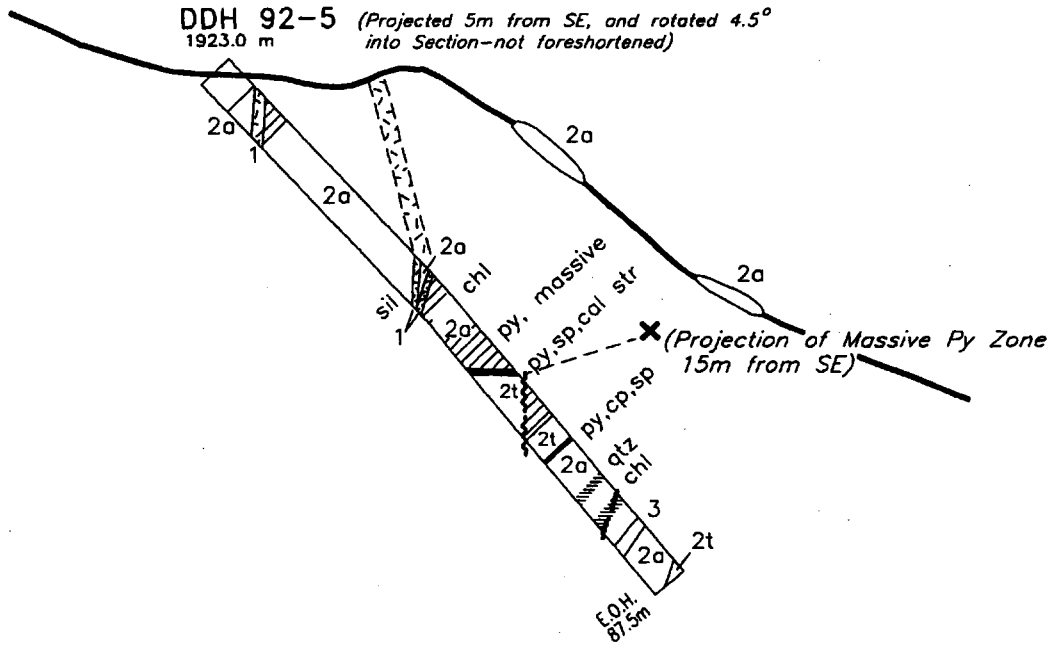 DDH 92-5 (Projected 5m from SE, and rotated 4.5°
1923.0 m
into Section-not foreshortened)
2a
1
2a
2a
2a
2a
chl
sil
1
2a
py, massive
py,sp,cal str
(Projection of Massive Py Zone
15m from SE)
2t
py,cp,sp
2t
2a
qtz
chl
3
2a
2t
E.O.H.
87.5m